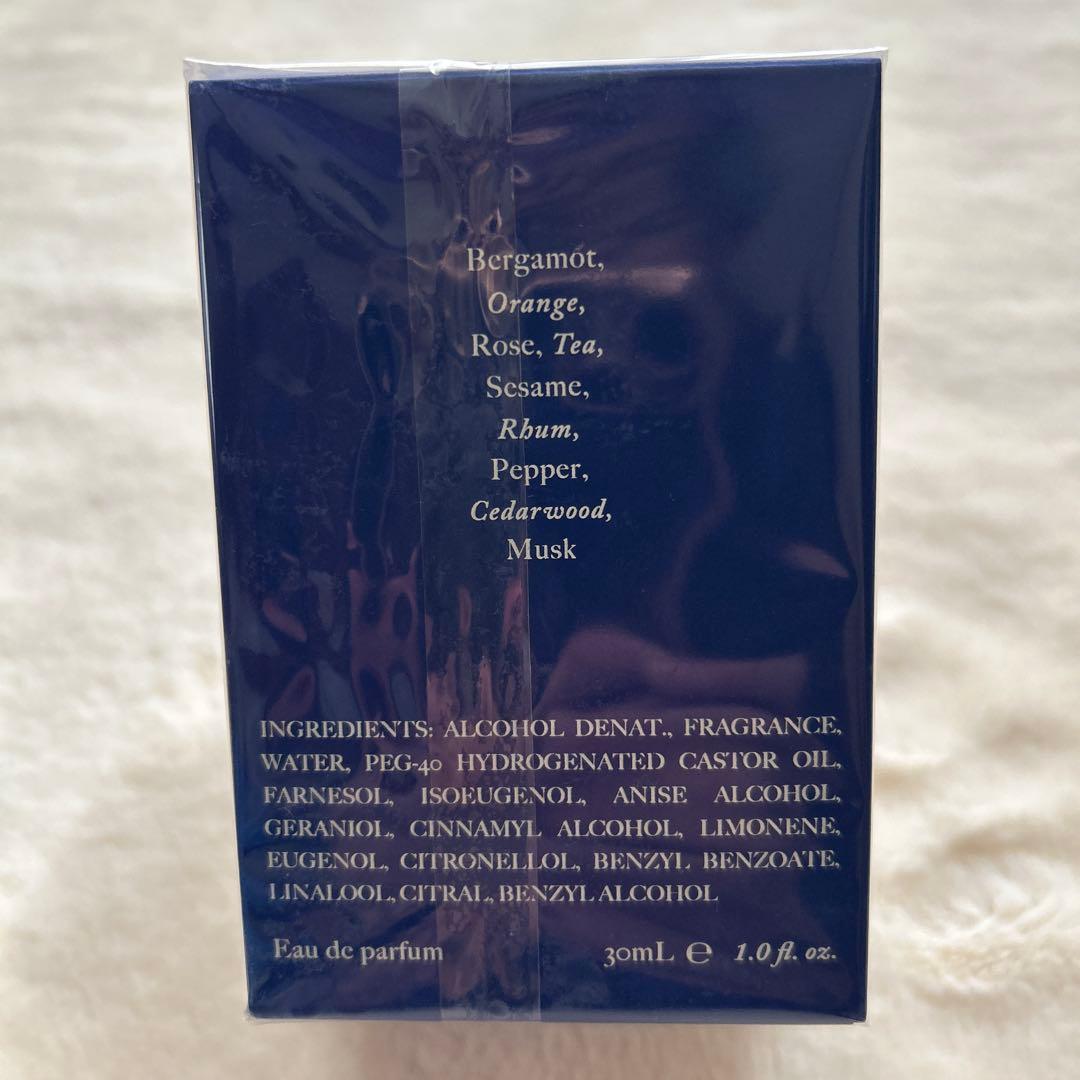 Bergamot,
Orange,
Rose, Tea,
Sesame,
Rhum,
Pepper,
Cedarwood,
Musk
INGREDIENTS: ALCOHOL DENAT., FRAGRANCE,
WATER, PEG-40 HYDROGENATED CASTOR OIL,
FARNESOL, ISOEUGENOL, ANISE ALCOHOL,
GERANIOL, CINNAMYL ALCOHOL, LIMONENE,
EUGENOL, CITRONELLOL, BENZYL BENZOATE,
LINALOOL, CITRAL, BENZYL ALCOHOL
Eau de parfum 30mL ℮ 1.0 fl. oz.